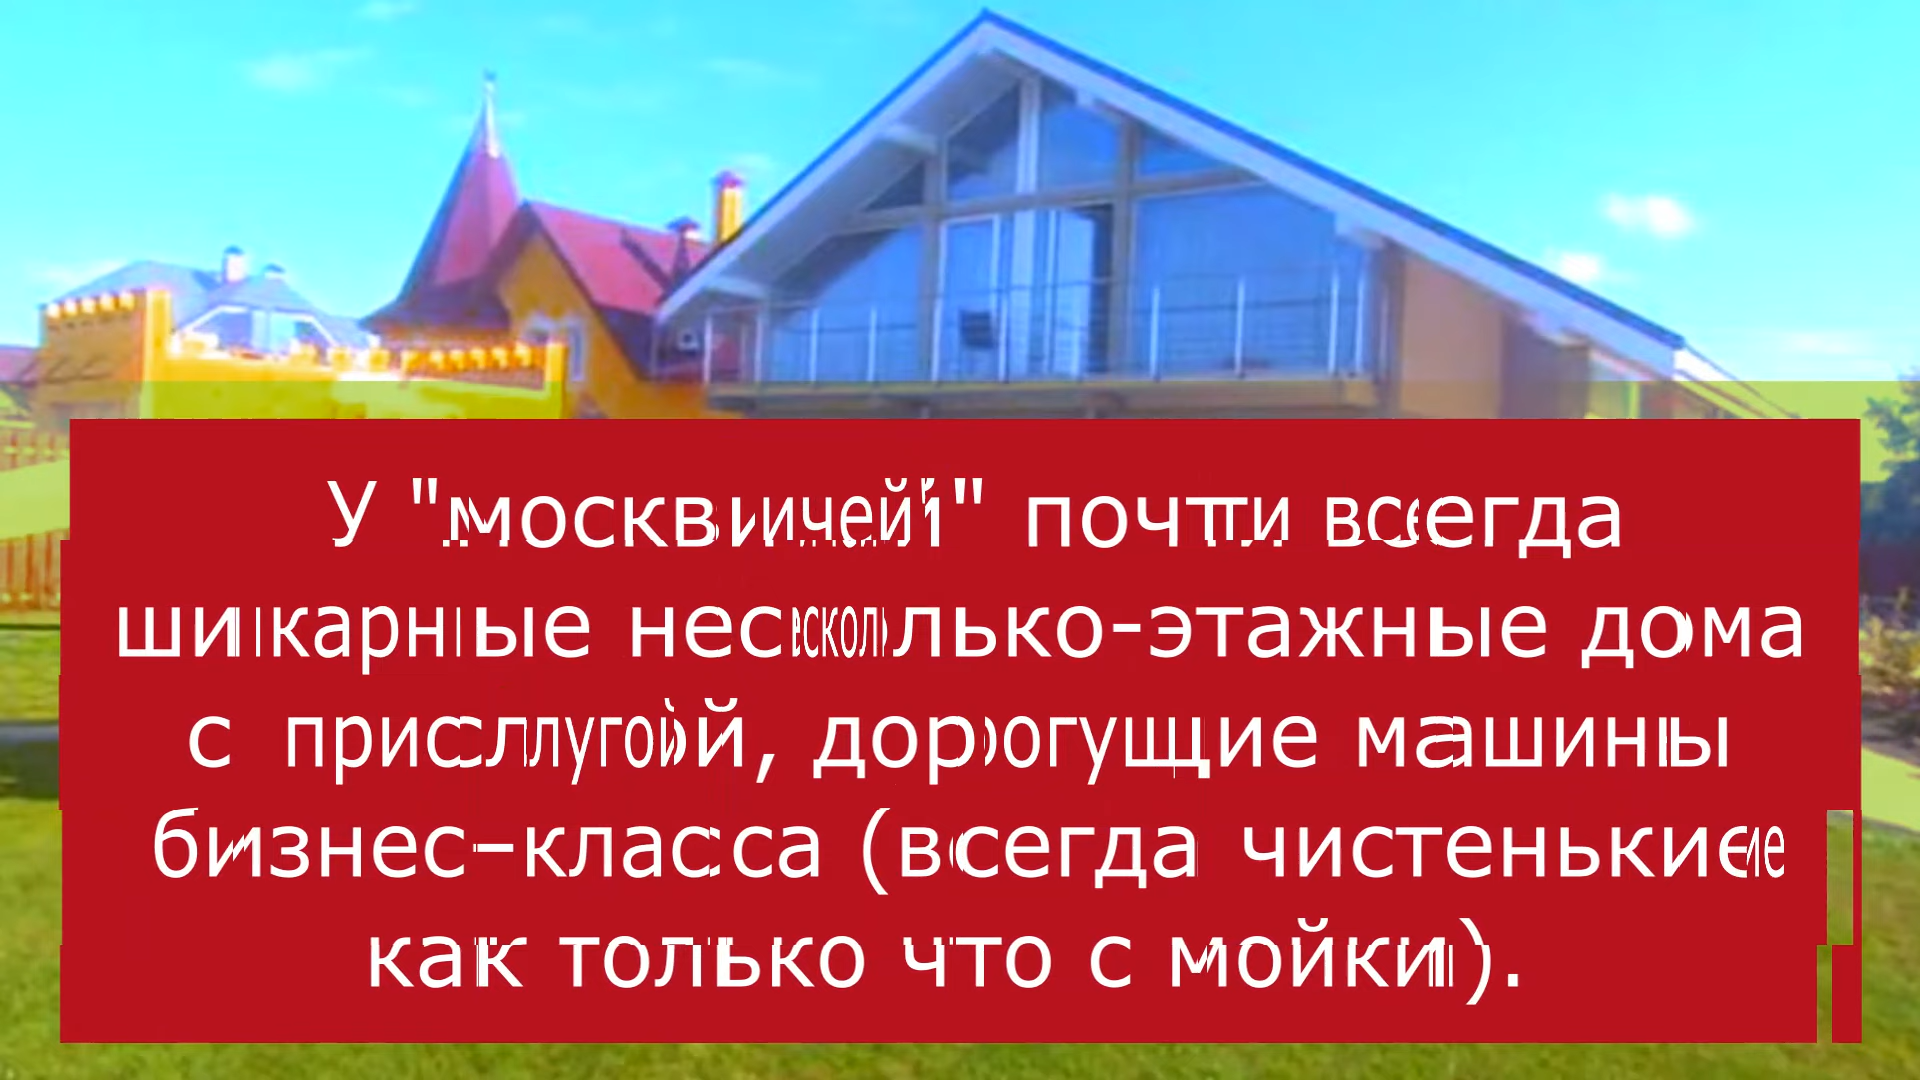 У "москвичей" почти всегда
шикарные несколько-этажные дома
с прислугой, дорогущие машины
бизнес-класса (всегда чистенькие
как только что с мойки).